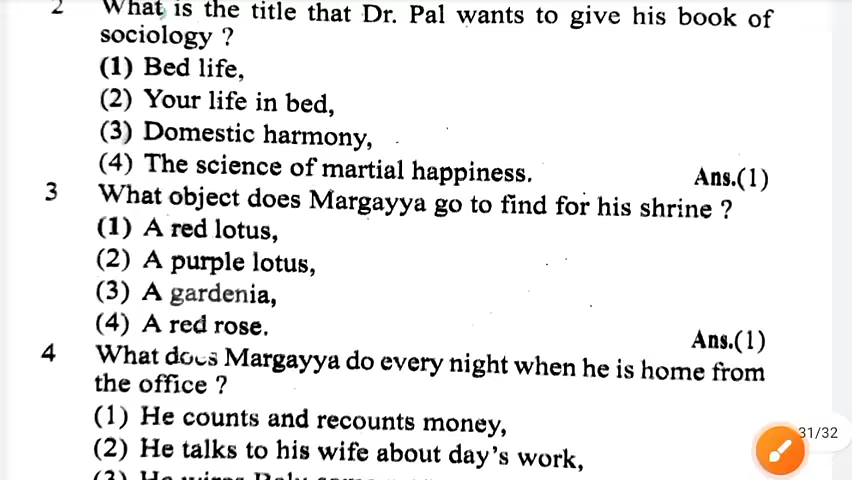 2 What is the title that Dr. Pal wants to give his book of
sociology ?
(1) Bed life,
(2) Your life in bed,
(3) Domestic harmony,
(4) The science of martial happiness. Ans.(1)
3 What object does Margayya go to find for his shrine ?
(1) A red lotus,
(2) A purple lotus,
(3) A gardenia,
(4) A red rose. Ans.(1)
4 What does Margayya do every night when he is home from
the office ?
(1) He counts and recounts money,
31/32
(2) He talks to his wife about day's work,